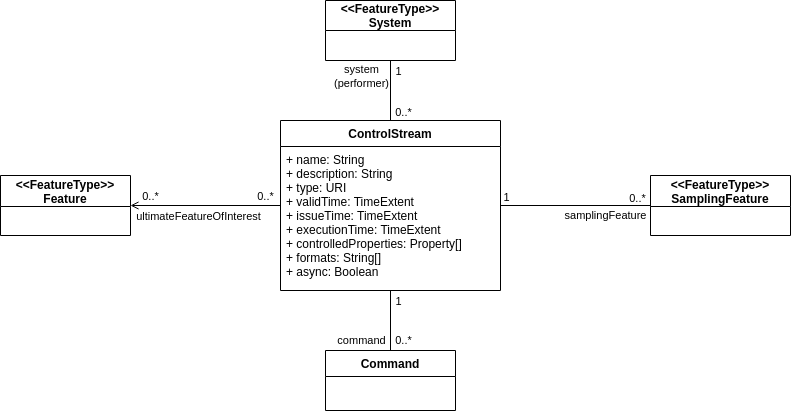 <<FeatureType>>
System
system
(performer)
1
0..*
ControlStream
+ name: String
+ description: String
+ type: URI
+ validTime: TimeExtent
+ issueTime: TimeExtent
+ executionTime: TimeExtent
+ controlledProperties: Property[]
+ formats: String[]
+ async: Boolean
<<FeatureType>>
Feature
0..*
0..*
ultimateFeatureOfInterest
1
0..*
samplingFeature
<<FeatureType>>
SamplingFeature
1
command
0..*
Command